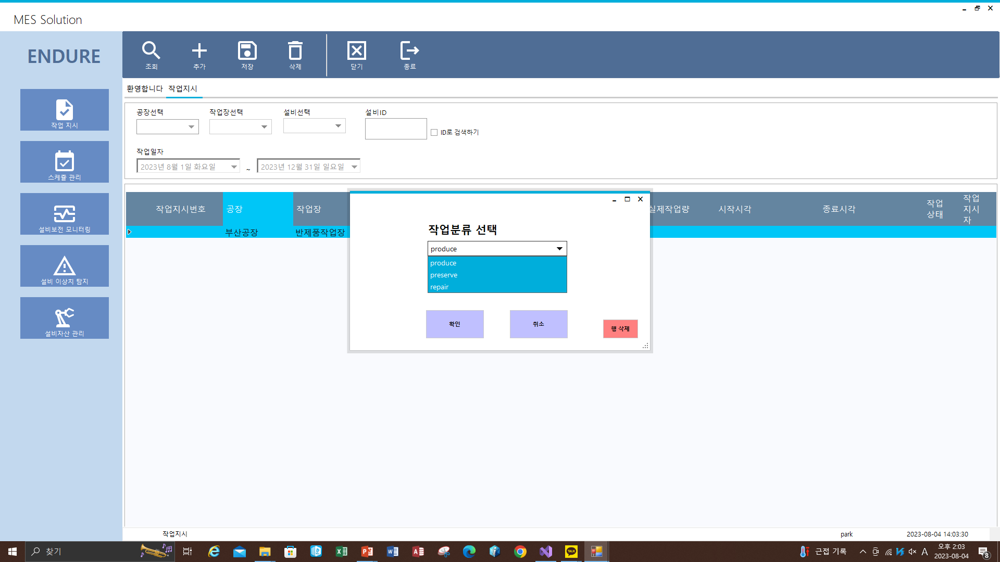 MES Solution
ENDURE
조회
추가
저장
삭제
닫기
종료
환영합니다 작업지시
작업 지시
스케쥴 관리
설비보전 모니터링
설비 이상치 탐지
설비자산 관리
공장선택
작업장선택
설비선택
설비ID
ID로 검색하기
작업일자
2023년 8월 1일 화요일 ~ 2023년 12월 31일 일요일
작업지시번호
공장
작업장
실제작업량
시작시각
종료시각
작업
상태
작업
지시
자
부산공장
반제품작업장
작업분류 선택
produce
produce
preserve
repair
확인
취소
행 삭제
작업지시
park
2023-08-04 14:03:30
찾기
TALK
근접 기록
A
오후 2:03
2023-08-04
8